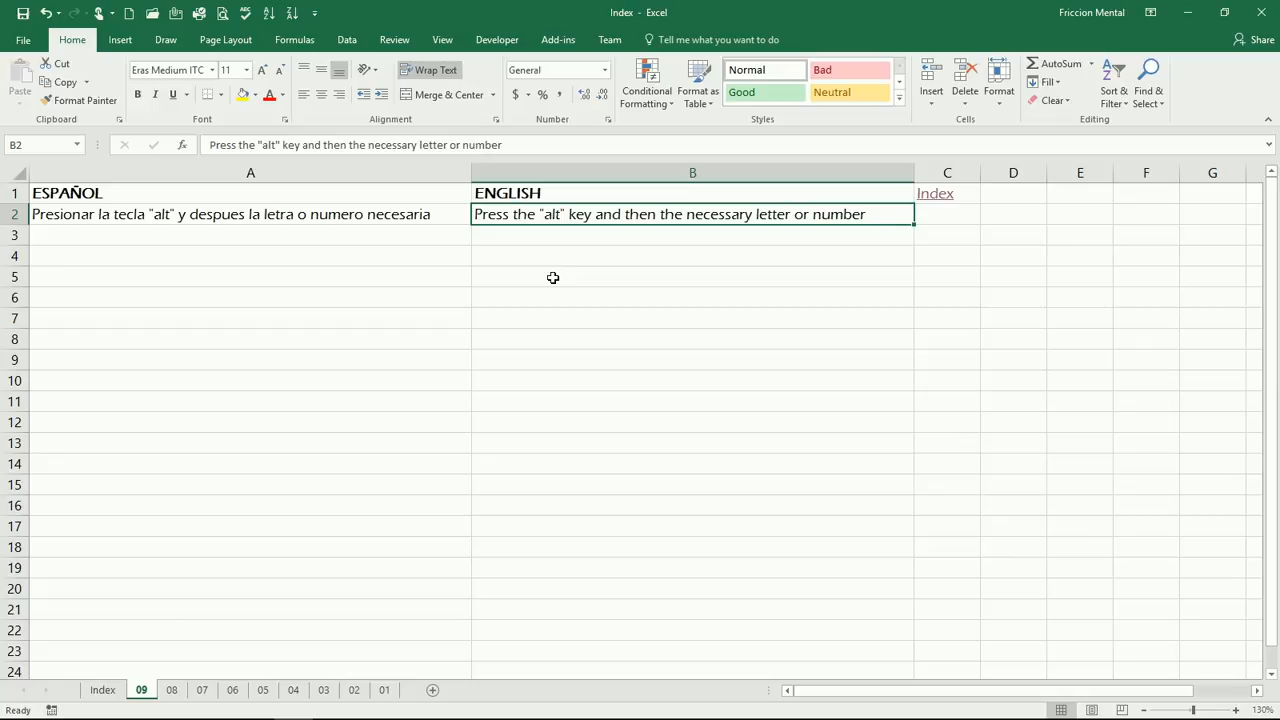 Index - Excel
Friccion Mental
File Home Insert Draw Page Layout Formulas Data Review View Developer Add-ins Team Tell me what you want to do Share
Paste
Cut
Copy
Format Painter
Clipboard
Eras Medium ITC 11
B I U
Font
Wrap Text
Merge & Center
Alignment
General
$ % ,
Number
Conditional Formatting
Format as Table
Normal Bad
Good Neutral
Styles
Insert Delete Format
Cells
AutoSum
Fill
Clear
Sort & Filter
Find & Select
Editing
B2 fx Press the "alt" key and then the necessary letter or number
A B C D E F G
1 ESPAÑOL ENGLISH Index
2 Presionar la tecla "alt" y despues la letra o numero necesaria Press the "alt" key and then the necessary letter or number
3
4
5
6
7
8
9
10
11
12
13
14
15
16
17
18
19
20
21
22
23
24
Index 09 08 07 06 05 04 03 02 01
Ready 130%